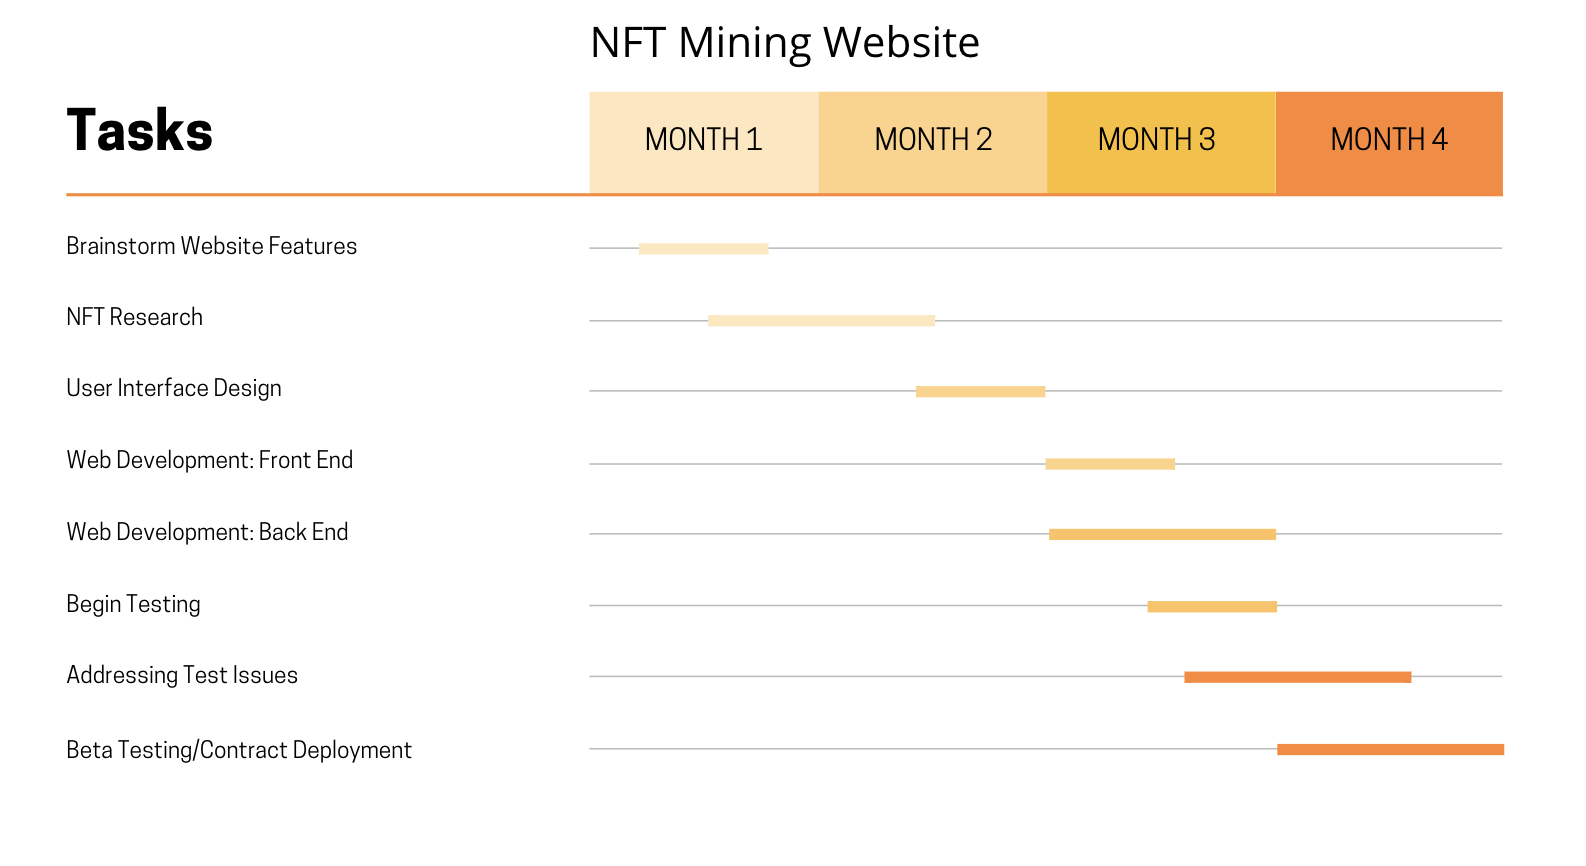 NFT Mining Website
Tasks
MONTH 1
MONTH 2
MONTH 3
MONTH 4
Brainstorm Website Features
NFT Research
User Interface Design
Web Development: Front End
Web Development: Back End
Begin Testing
Addressing Test Issues
Beta Testing/Contract Deployment